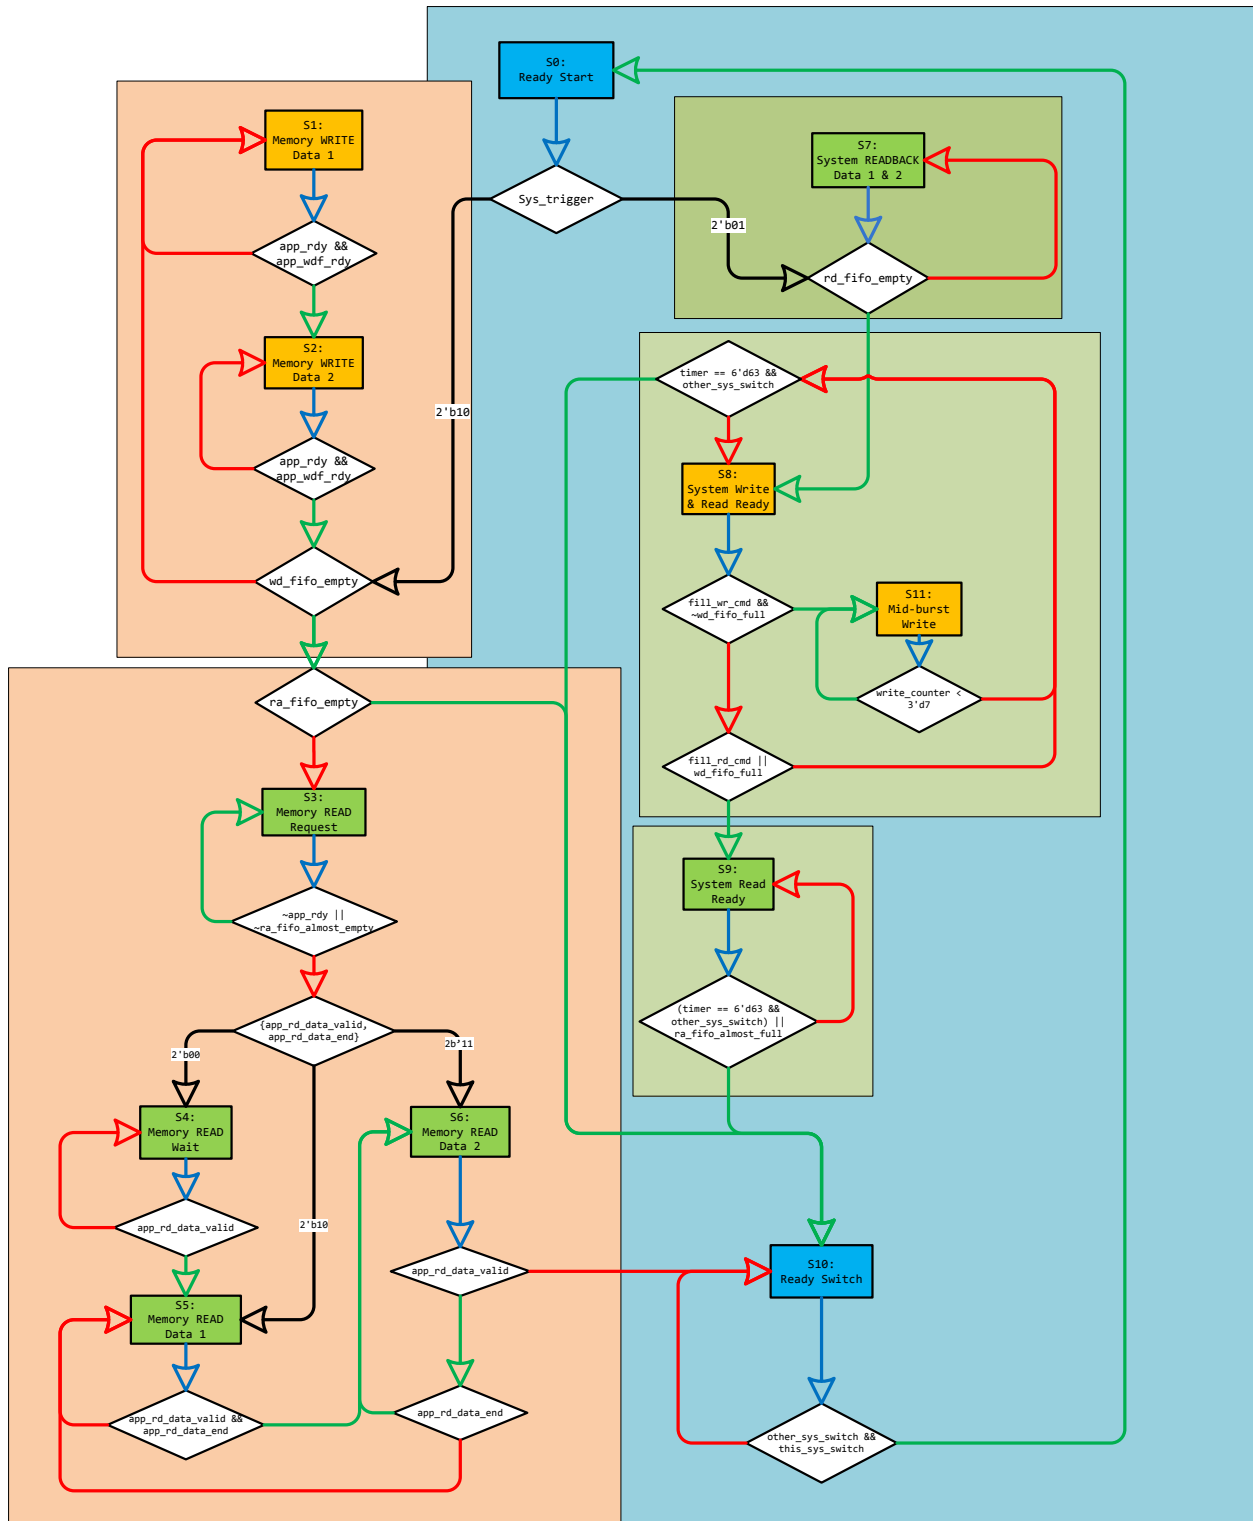 S0:
Ready Start
Sys_trigger
2'b01
2'b10
S1:
Memory WRITE
Data 1
app_rdy &&
app_wdf_rdy
S2:
Memory WRITE
Data 2
app_rdy &&
app_wdf_rdy
wd_fifo_empty
S7:
System READBACK
Data 1 & 2
rd_fifo_empty
timer == 6'd63 &&
other_sys_switch
S8:
System Write
& Read Ready
fill_wr_cmd &&
~wd_fifo_full
S11:
Mid-burst
Write
write_counter <
3'd7
fill_rd_cmd ||
wd_fifo_full
S9:
System Read
Ready
(timer == 6'd63 &&
other_sys_switch) ||
ra_fifo_almost_full
ra_fifo_empty
S3:
Memory READ
Request
~app_rdy ||
~ra_fifo_almost_empty
{app_rd_data_valid,
app_rd_data_end}
2'b00
2b'11
2'b10
S4:
Memory READ
Wait
app_rd_data_valid
S5:
Memory READ
Data 1
app_rd_data_valid &&
app_rd_data_end
S6:
Memory READ
Data 2
app_rd_data_valid
app_rd_data_end
S10:
Ready Switch
other_sys_switch &&
this_sys_switch